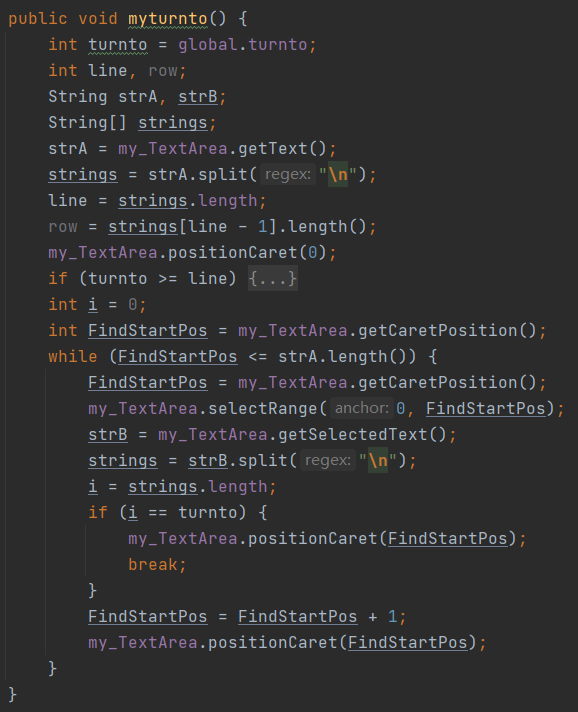 public void myturnto() {
    int turnto = global.turnto;
    int line, row;
    String strA, strB;
    String[] strings;
    strA = my_TextArea.getText();
    strings = strA.split( regex: "\n");
    line = strings.length;
    row = strings[line - 1].length();
    my_TextArea.positionCaret(0);
    if (turnto >= line) {...}
    int i = 0;
    int FindStartPos = my_TextArea.getCaretPosition();
    while (FindStartPos <= strA.length()) {
        FindStartPos = my_TextArea.getCaretPosition();
        my_TextArea.selectRange( anchor: 0, FindStartPos);
        strB = my_TextArea.getSelectedText();
        strings = strB.split( regex: "\n");
        i = strings.length;
        if (i == turnto) {
            my_TextArea.positionCaret(FindStartPos);
            break;
        }
        FindStartPos = FindStartPos + 1;
        my_TextArea.positionCaret(FindStartPos);
    }
}